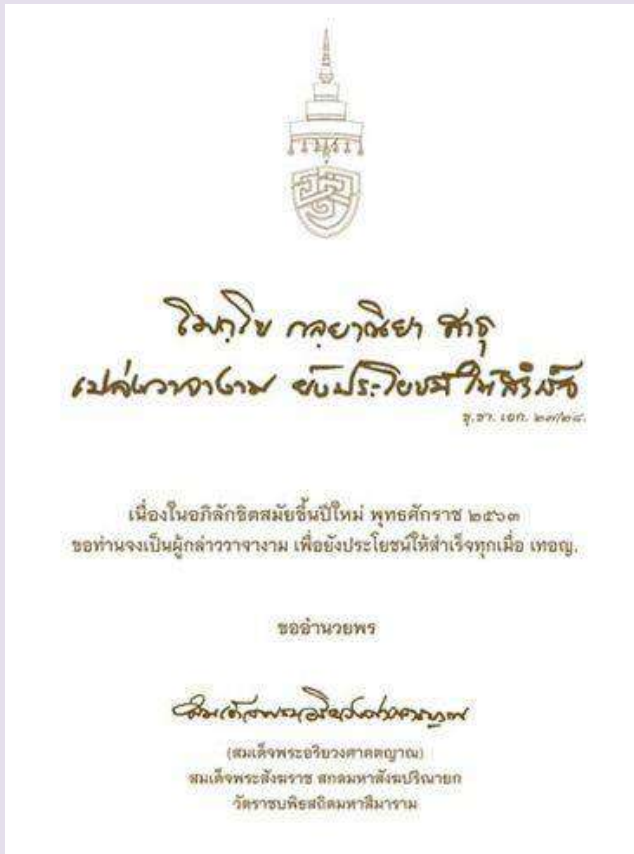 โมกฺโข กลฺยาณิยา สาธุ
เปล่งวาจางาม ยังประโยชน์ให้สำเร็จ
ขุ.ชา. เอก. ๒๗/๒๘.
เนื่องในอภิลักขิตสมัยขึ้นปีใหม่ พุทธศักราช ๒๕๖๓
ขอท่านจงเป็นผู้กล่าววาจางาม เพื่อยังประโยชน์ให้สำเร็จทุกเมื่อ เทอญ.
ขออำนวยพร
สมเด็จพระอริยวงศาคตญาณ
(สมเด็จพระอริยวงศาคตญาณ)
สมเด็จพระสังฆราช สกลมหาสังฆปริณายก
วัดราชบพิธสถิตมหาสีมาราม